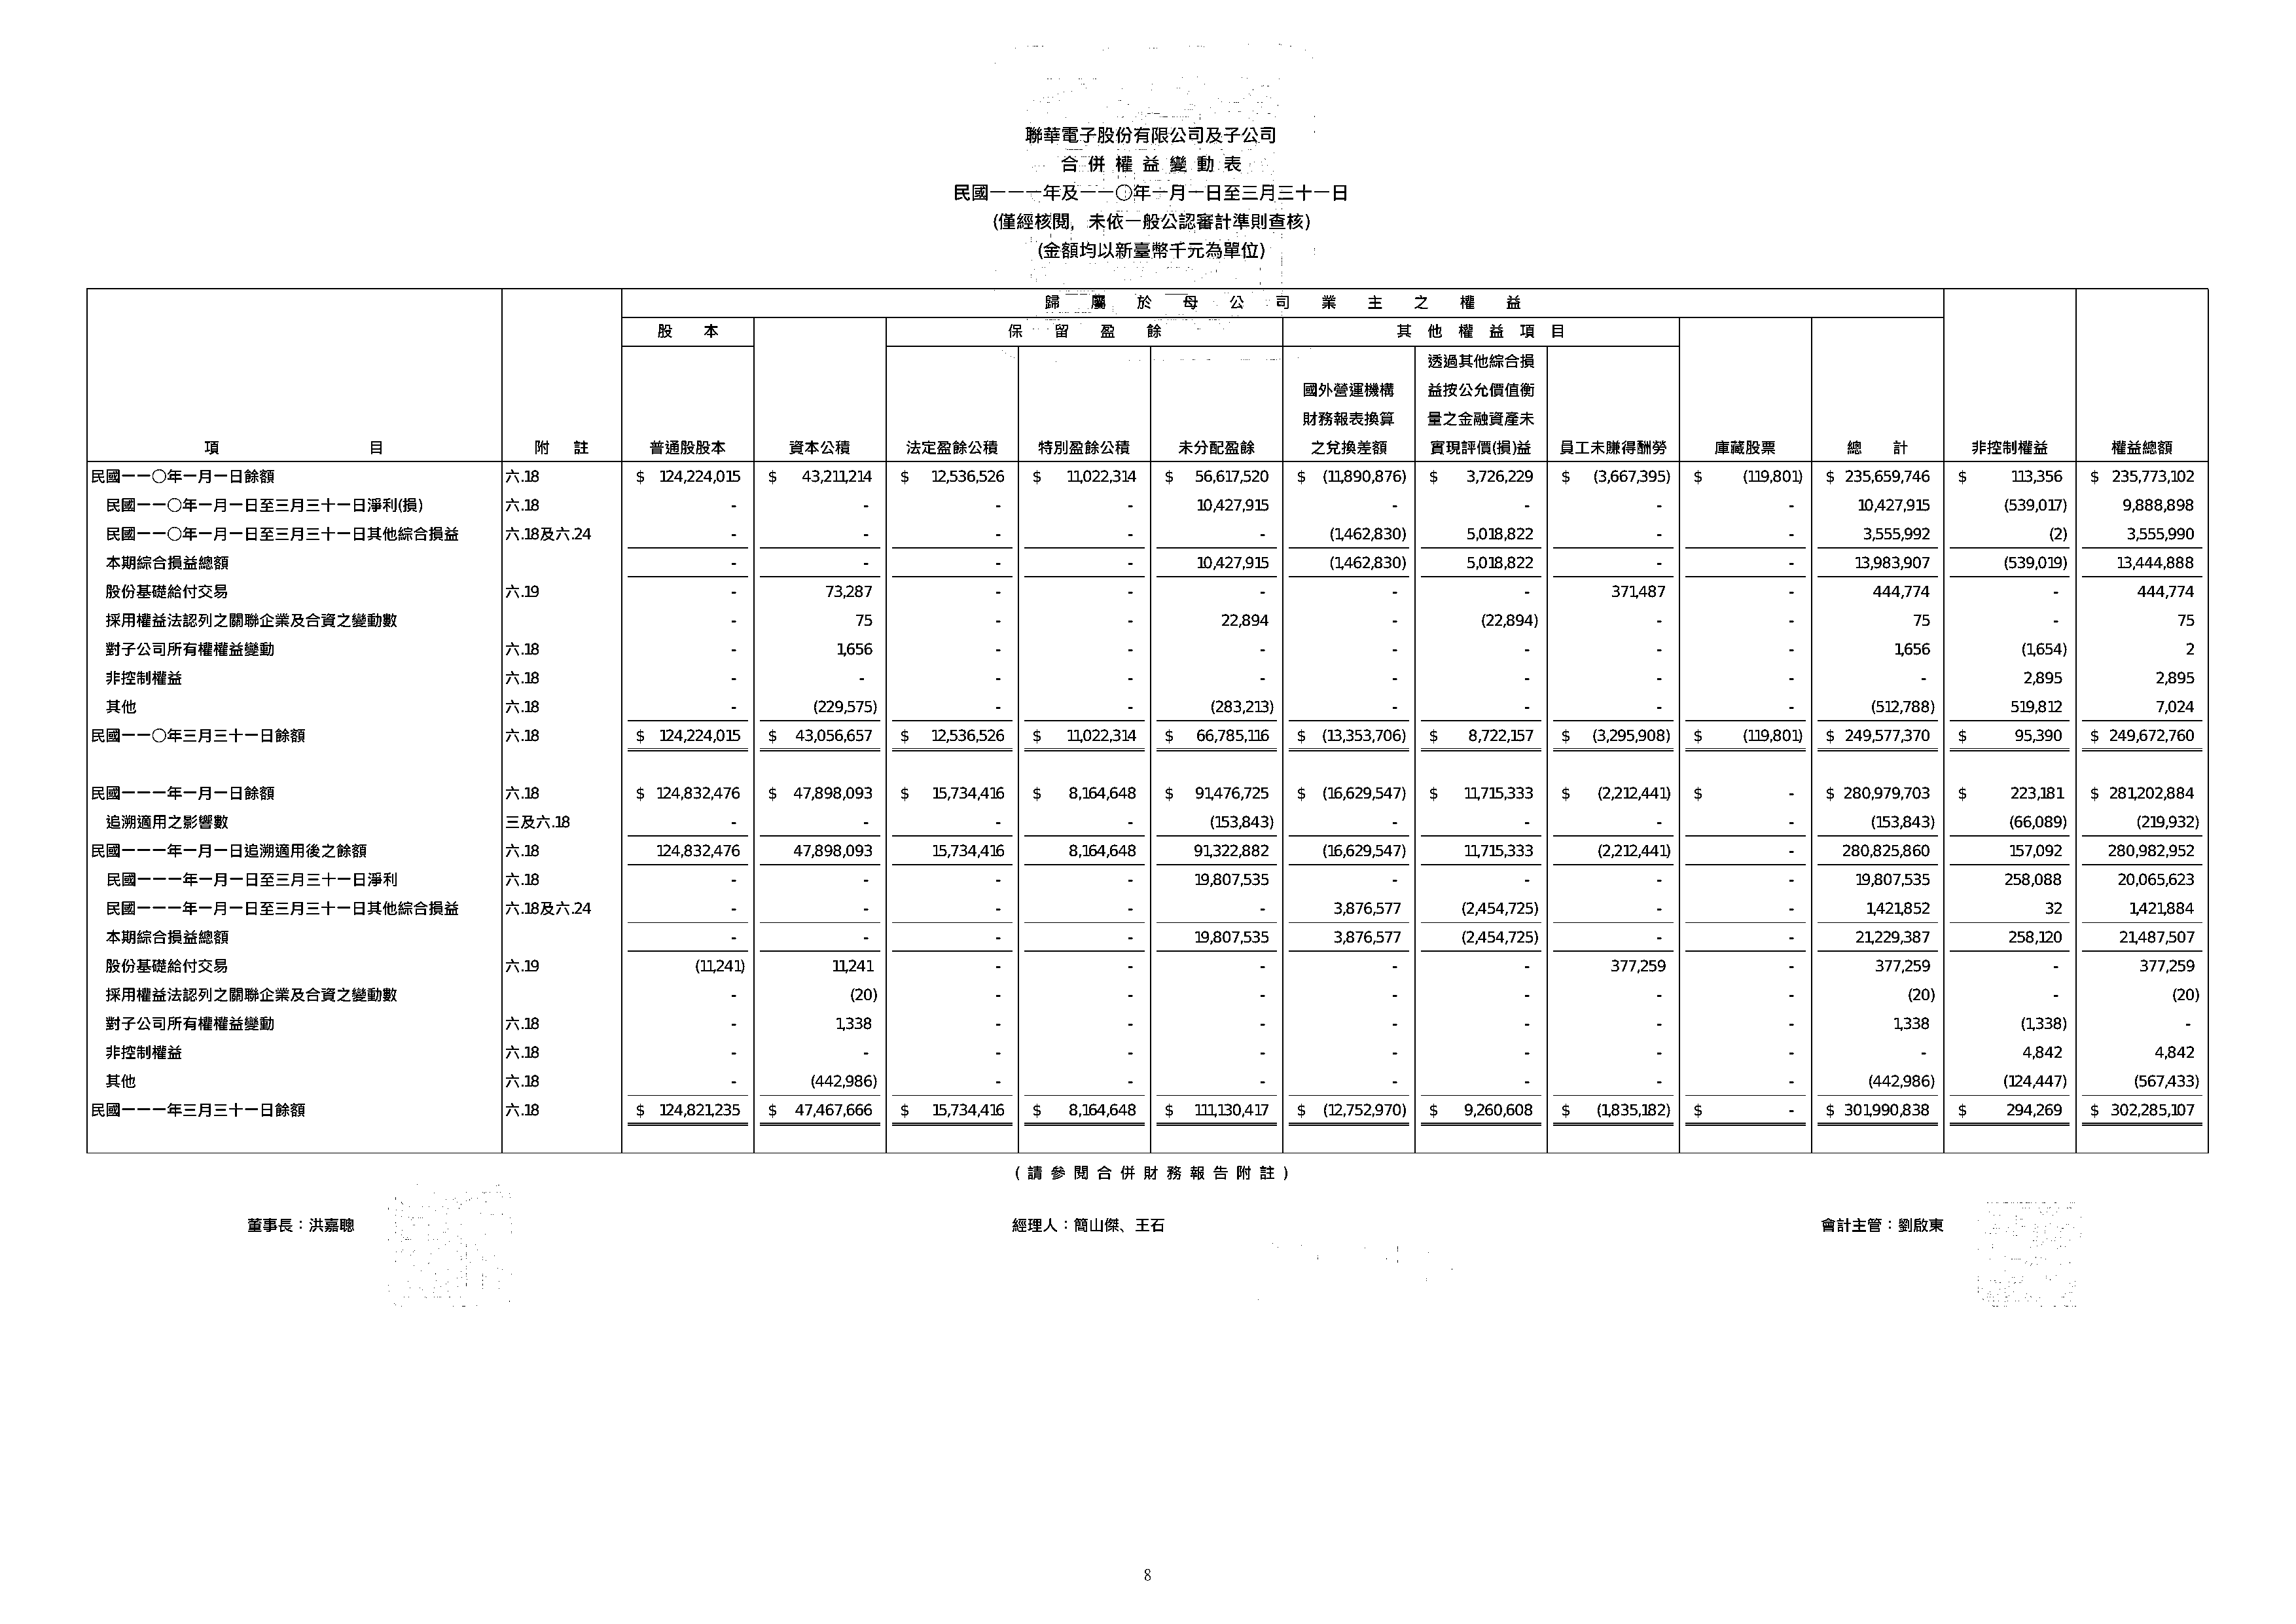 聯華電子股份有限公司及子公司
合併權益變動表
民國一一一年及一一〇年一月一日至三月三十一日
(僅經核閱，未依一般公認審計準則查核)
(金額均以新臺幣千元為單位)
歸屬於母公司業主之權益
股本 保留盈餘 其他權益項目
透過其他綜合損
國外營運機構 益按公允價值衡
財務報表換算 量之金融資產未
項目 附註 普通股股本 資本公積 法定盈餘公積 特別盈餘公積 未分配盈餘 之兌換差額 實現評價(損)益 員工未賺得酬勞 庫藏股票 總計 非控制權益 權益總額
民國一一〇年一月一日餘額 六.18 $ 124,224,015 $ 43,211,214 $ 12,536,526 $ 11,022,314 $ 56,617,520 $ (11,890,876) $ 3,726,229 $ (3,667,395) $ (119,801) $ 235,659,746 $ 113,356 $ 235,773,102
民國一一〇年一月一日至三月三十一日淨利(損) 六.18 - - - - 10,427,915 - - - - 10,427,915 (539,017) 9,888,898
民國一一〇年一月一日至三月三十一日其他綜合損益 六.18及六.24 - - - - - (1,462,830) 5,018,822 - - 3,555,992 (2) 3,555,990
本期綜合損益總額 - - - - 10,427,915 (1,462,830) 5,018,822 - - 13,983,907 (539,019) 13,444,888
股份基礎給付交易 六.19 - 73,287 - - - - - 371,487 - 444,774 - 444,774
採用權益法認列之關聯企業及合資之變動數 - 75 - - 22,894 - (22,894) - - 75 - 75
對子公司所有權權益變動 六.18 - 1,656 - - - - - - - 1,656 (1,654) 2
非控制權益 六.18 - - - - - - - - - - 2,895 2,895
其他 六.18 - (229,575) - - (283,213) - - - - (512,788) 519,812 7,024
民國一一〇年三月三十一日餘額 六.18 $ 124,224,015 $ 43,056,657 $ 12,536,526 $ 11,022,314 $ 66,785,116 $ (13,353,706) $ 8,722,157 $ (3,295,908) $ (119,801) $ 249,577,370 $ 95,390 $ 249,672,760
民國一一一年一月一日餘額 六.18 $ 124,832,476 $ 47,898,093 $ 15,734,416 $ 8,164,648 $ 91,476,725 $ (16,629,547) $ 11,715,333 $ (2,212,441) $ - $ 280,979,703 $ 223,181 $ 281,202,884
追溯適用之影響數 三及六.18 - - - - (153,843) - - - - (153,843) (66,089) (219,932)
民國一一一年一月一日追溯適用後之餘額 六.18 124,832,476 47,898,093 15,734,416 8,164,648 91,322,882 (16,629,547) 11,715,333 (2,212,441) - 280,825,860 157,092 280,982,952
民國一一一年一月一日至三月三十一日淨利 六.18 - - - - 19,807,535 - - - - 19,807,535 258,088 20,065,623
民國一一一年一月一日至三月三十一日其他綜合損益 六.18及六.24 - - - - - 3,876,577 (2,454,725) - - 1,421,852 32 1,421,884
本期綜合損益總額 - - - - 19,807,535 3,876,577 (2,454,725) - - 21,229,387 258,120 21,487,507
股份基礎給付交易 六.19 (11,241) 11,241 - - - - - 377,259 - 377,259 - 377,259
採用權益法認列之關聯企業及合資之變動數 - (20) - - - - - - - (20) - (20)
對子公司所有權權益變動 六.18 - 1,338 - - - - - - - 1,338 (1,338) -
非控制權益 六.18 - - - - - - - - - - 4,842 4,842
其他 六.18 - (442,986) - - - - - - - (442,986) (124,447) (567,433)
民國一一一年三月三十一日餘額 六.18 $ 124,821,235 $ 47,467,666 $ 15,734,416 $ 8,164,648 $ 111,130,417 $ (12,752,970) $ 9,260,608 $ (1,835,182) $ - $ 301,990,838 $ 294,269 $ 302,285,107
(請參閱合併財務報告附註)
董事長：洪嘉聰 經理人：簡山傑、王石 會計主管：劉啟東
8